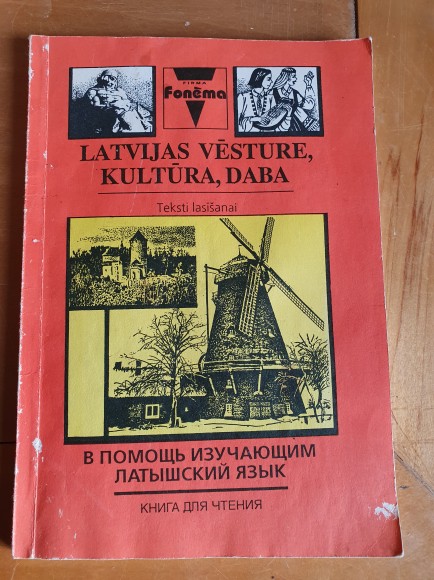 FIRMA
Fonēma
LATVIJAS VĒSTURE,
KULTŪRA, DABA
Teksti lasīšanai
В ПОМОЩЬ ИЗУЧАЮЩИМ
ЛАТЫШСКИЙ ЯЗЫК
КНИГА ДЛЯ ЧТЕНИЯ